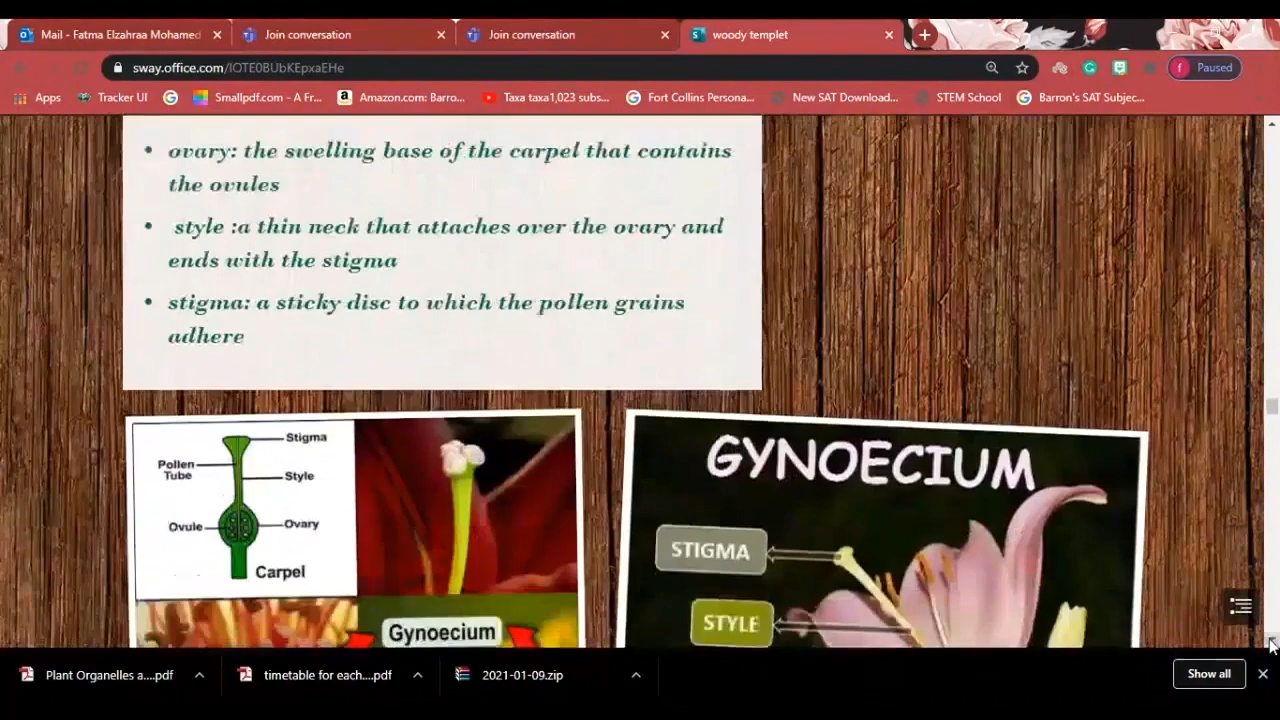 Mail - Fatma Elzahraa Mohamed
Join conversation
Join conversation
woody templet
sway.office.com/lOTE0BUbKEpxaEHe
Paused
Apps
Tracker UI
Smallpdf.com - A Fr...
Amazon.com: Barro...
Taxa taxa1,023 subs...
Fort Collins Persona...
New SAT Download...
STEM School
Barron's SAT Subjec...
• ovary: the swelling base of the carpel that contains
the ovules
• style :a thin neck that attaches over the ovary and
ends with the stigma
• stigma: a sticky disc to which the pollen grains
adhere
Stigma
Pollen
Tube
Style
Ovule
Ovary
Carpel
Gynoecium
GYNOECIUM
STIGMA
STYLE
Plant Organelles a....pdf
timetable for each....pdf
2021-01-09.zip
Show all